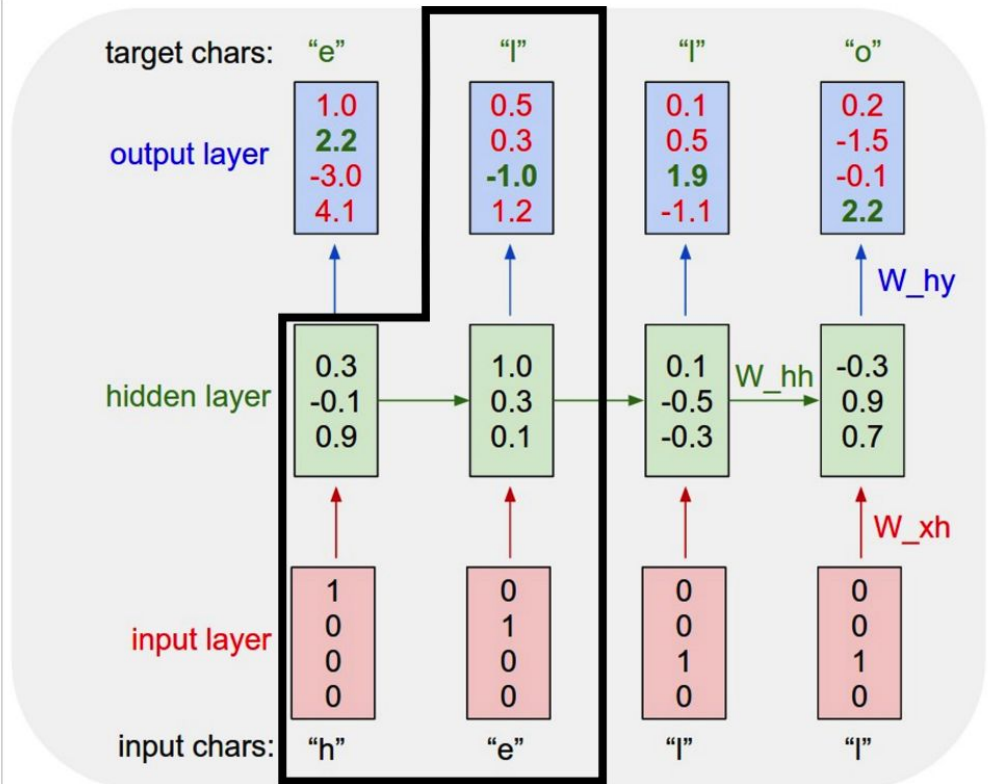 target chars: “e” “l” “l” “o”
output layer
1.0 0.5 0.1 0.2
2.2 0.3 0.5 -1.5
-3.0 -1.0 1.9 -0.1
4.1 1.2 -1.1 2.2
W_hy
hidden layer
0.3 1.0 0.1 -0.3
-0.1 0.3 -0.5 0.9
0.9 0.1 -0.3 0.7
W_hh
W_xh
input layer
1 0 0 0
0 1 0 0
0 0 1 1
0 0 0 0
input chars: “h” “e” “l” “l”